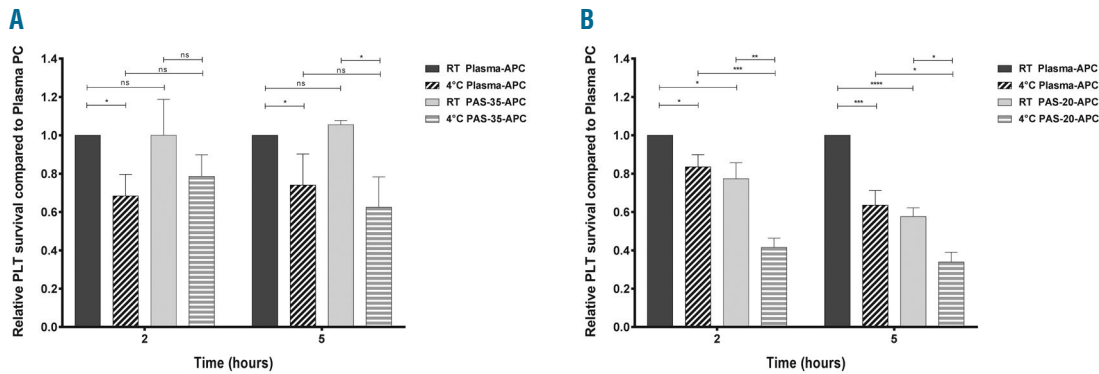 A
Relative PLT survival compared to Plasma PC
1.4
1.2
1.0
0.8
0.6
0.4
0.2
0.0
ns
ns
ns
*
*
ns
ns
*
2
5
Time (hours)
RT Plasma-APC
4°C Plasma-APC
RT PAS-35-APC
4°C PAS-35-APC
B
Relative PLT survival compared to Plasma PC
1.4
1.2
1.0
0.8
0.6
0.4
0.2
0.0
**
***
*
*
*
*
****
***
2
5
Time (hours)
RT Plasma-APC
4°C Plasma-APC
RT PAS-20-APC
4°C PAS-20-APC